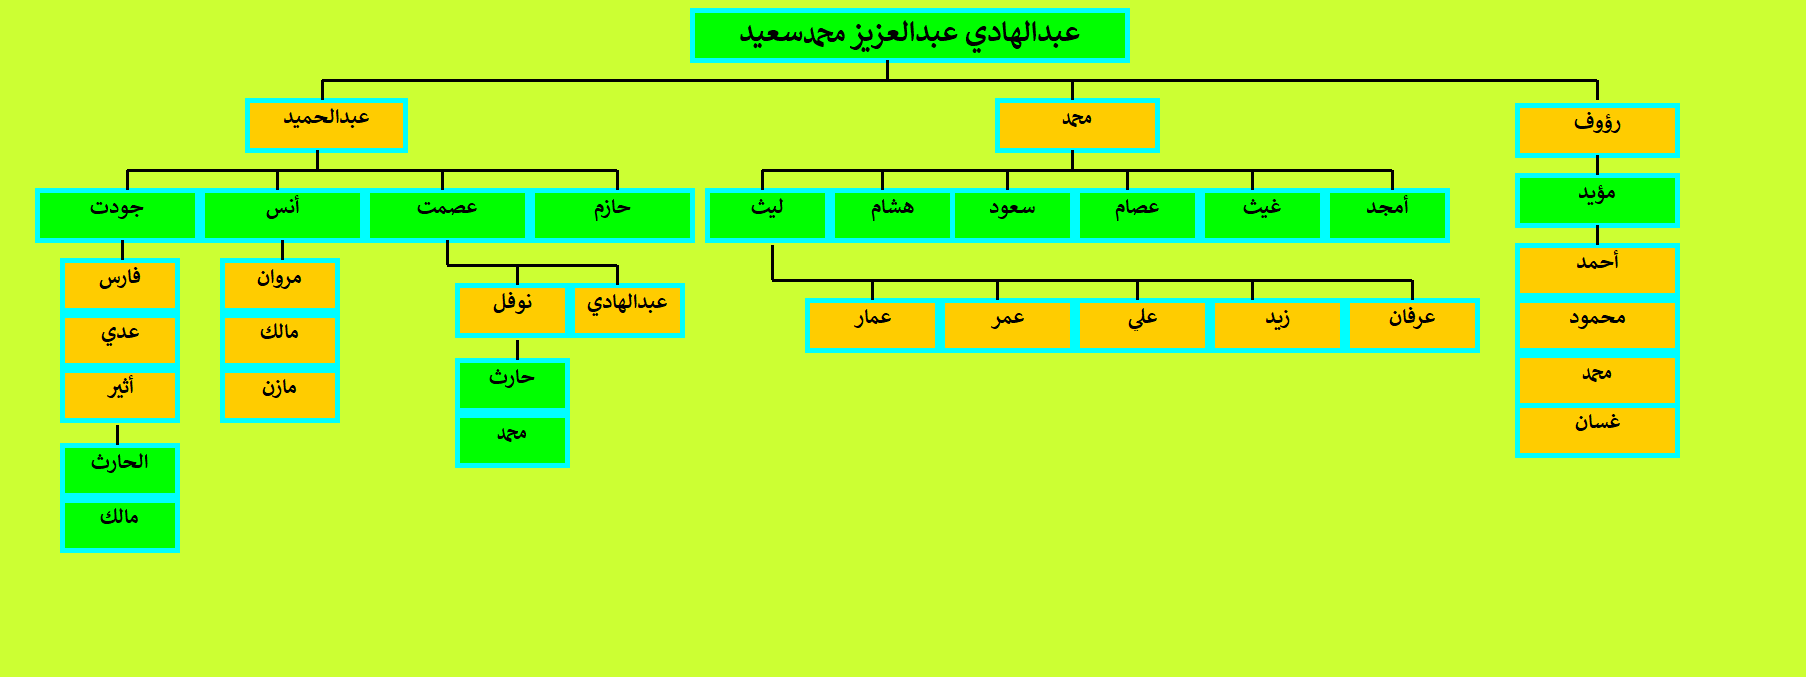 عبدالهادي عبدالعزيز محمدسعيد
رؤوف
محمد
عبدالحميد
مؤيد
أمجد
غيث
عصام
سعود
هشام
ليث
حازم
عصمت
أنس
جودت
أحمد
محمود
محمد
غسان
عرفان
زيد
علي
عمر
عمار
عبدالهادي
نوفل
حارث
محمد
مروان
مالك
مازن
فارس
عدي
أثير
الحارث
مالك